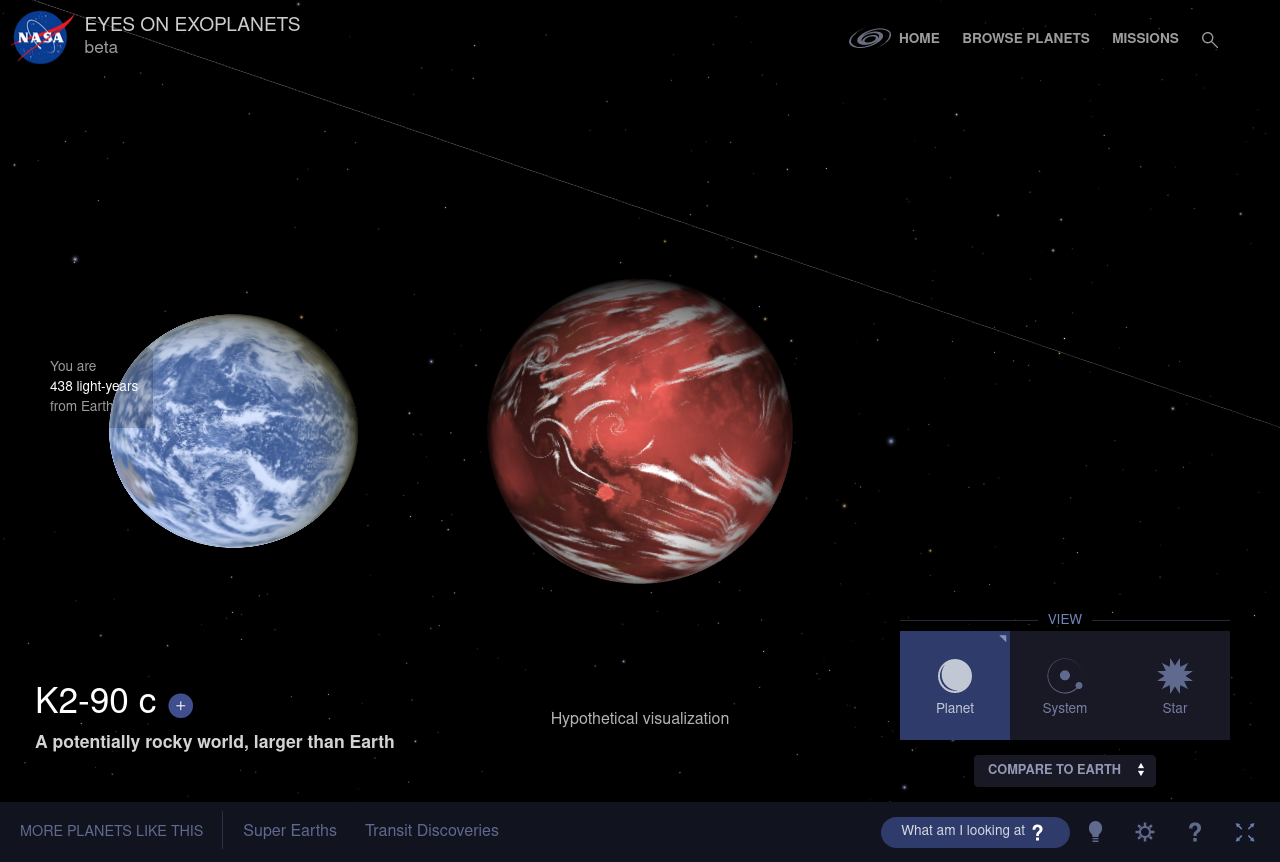 NASA
EYES ON EXOPLANETS
beta
HOME
BROWSE PLANETS
MISSIONS
You are
438 light-years
from Earth
K2-90 c +
A potentially rocky world, larger than Earth
Hypothetical visualization
VIEW
Planet
System
Star
COMPARE TO EARTH
MORE PLANETS LIKE THIS
Super Earths
Transit Discoveries
What am I looking at ?
?